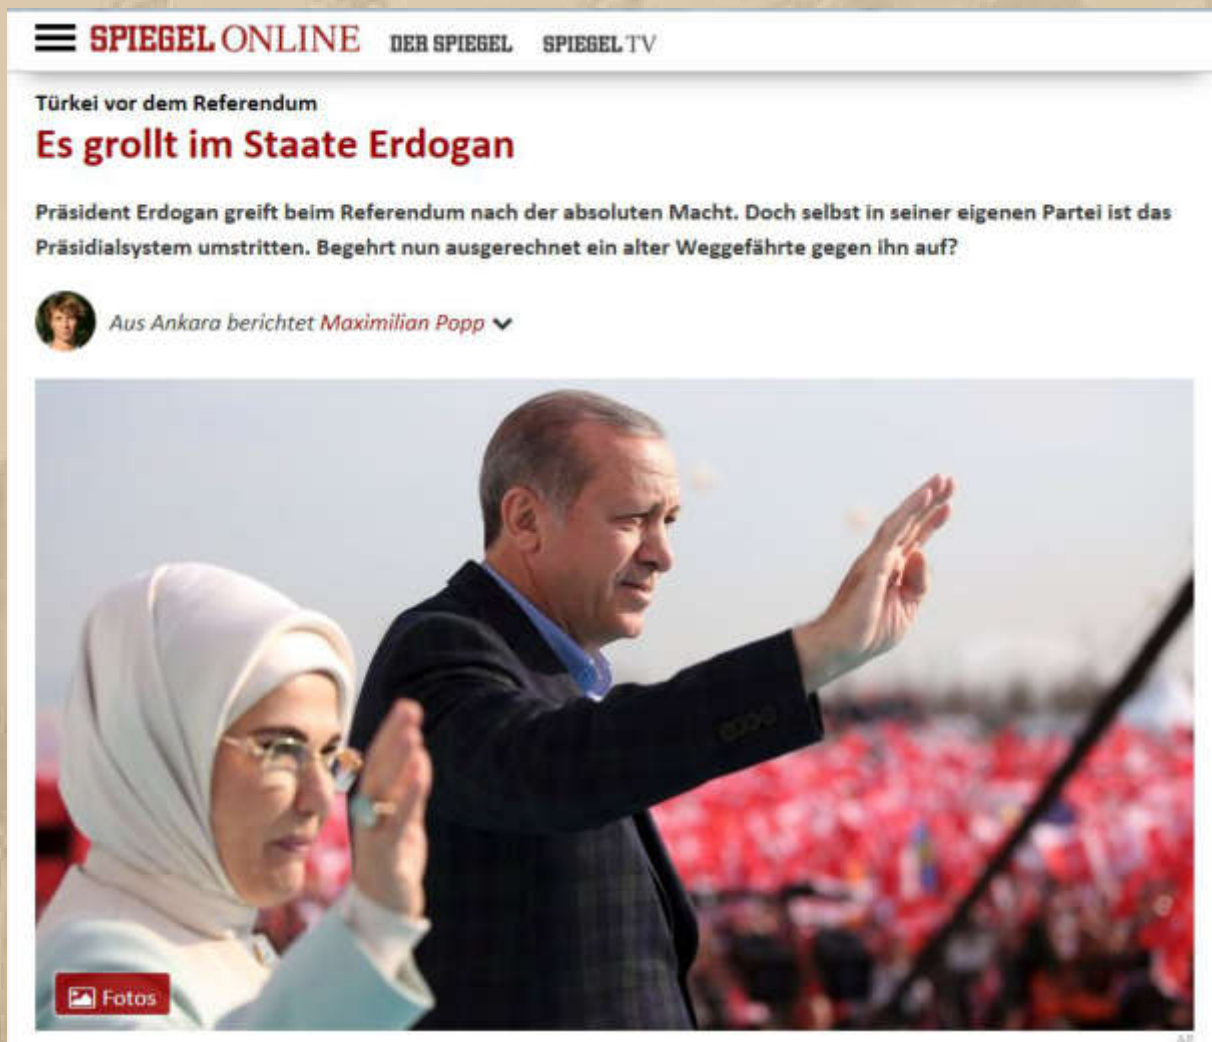 SPIEGEL ONLINE DER SPIEGEL SPIEGEL TV
Türkei vor dem Referendum
Es grollt im Staate Erdogan
Präsident Erdogan greift beim Referendum nach der absoluten Macht. Doch selbst in seiner eigenen Partei ist das
Präsidialsystem umstritten. Begehrt nun ausgerechnet ein alter Weggefährte gegen ihn auf?
Aus Ankara berichtet Maximilian Popp
Fotos
AP